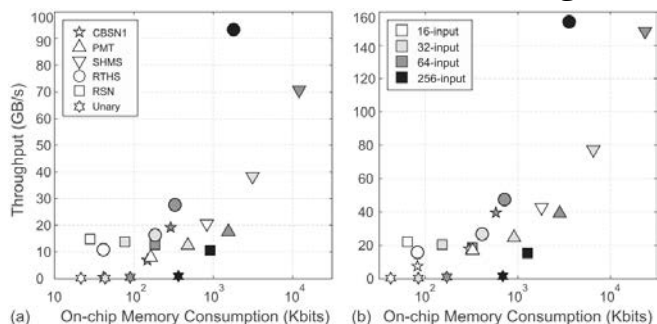 100
90
80
70
60
50
40
30
20
10
0
Throughput (GB/s)
CBSN1
PMT
SHMS
RTHS
RSN
Unary
10
10²
10³
10⁴
(a) On-chip Memory Consumption (Kbits)
160
140
120
100
80
60
40
20
0
16-input
32-input
64-input
256-input
10²
10³
10⁴
(b) On-chip Memory Consumption (Kbits)